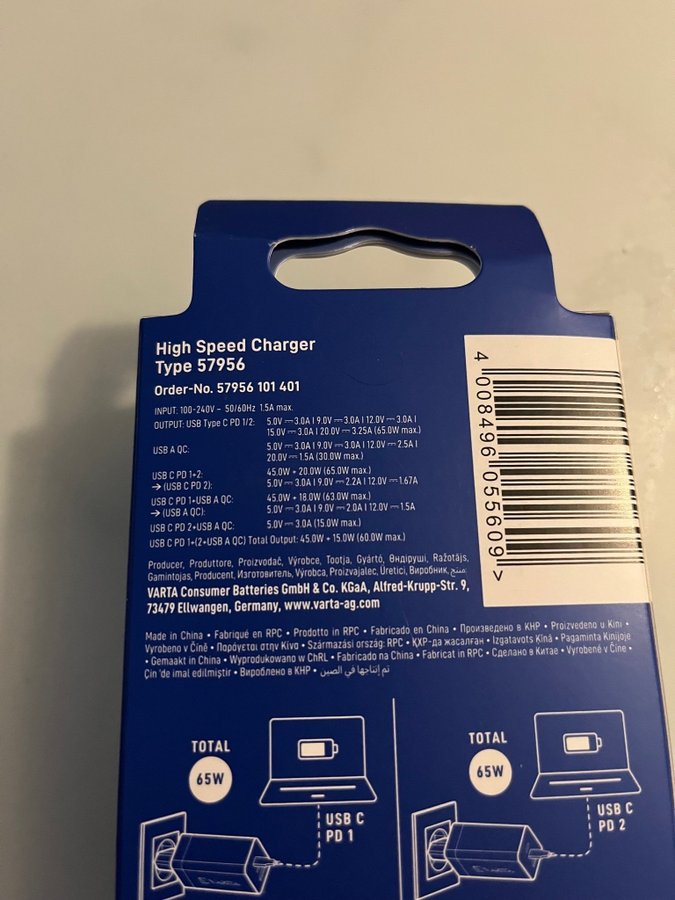 High Speed Charger
Type 57956
Order-No. 57956 101 401
INPUT: 100-240V~ 50/60Hz 1.5A max.
OUTPUT: USB Type C PD 1/2: 5.0V⎓3.0A | 9.0V⎓3.0A | 12.0V⎓3.0A |
15.0V⎓3.0A | 20.0V⎓3.25A (65.0W max.)
USB A QC: 5.0V⎓3.0A | 9.0V⎓3.0A | 12.0V⎓2.5A |
20.0V⎓1.5A (30.0W max.)
USB C PD 1+2: 45.0W + 20.0W (65.0W max.)
→(USB C PD 2): 5.0V⎓3.0A | 9.0V⎓2.2A | 12.0V⎓1.67A
USB C PD 1+USB A QC: 45.0W + 18.0W (63.0W max.)
→(USB A QC): 5.0V⎓3.0A | 9.0V⎓2.0A | 12.0V⎓1.5A
USB C PD 2+USB A QC: 5.0V⎓3.0A (15.0W max.)
USB C PD 1+(2+USB A QC) Total Output: 45.0W + 15.0W (60.0W max.)
Producer, Produttore, Proizvođač, Výrobce, Tootja, Gyártó, Өндіруші, Ražotājs,
Gamintojas, Producent, Изготовитель, Výrobca, Proizvajalec, Üretici, Виробник, منتج:
VARTA Consumer Batteries GmbH & Co. KGaA, Alfred-Krupp-Str. 9,
73479 Ellwangen, Germany, www.varta-ag.com
Made in China • Fabriqué en RPC • Prodotto in RPC • Fabricado en China • Произведено в КНР • Proizvedeno u Kini •
Vyrobeno v Číně • Παράγεται στην Κίνα • Származási ország: RPC • ҚХР-да жасалған • Izgatavots Ķīnā • Pagaminta Kinijoje
• Gemaakt in China • Wyprodukowano w ChRL • Fabricado na China • Fabricat in RPC • Сделано в Китае • Vyrobené v Číne •
Çin 'de imal edilmiştir • Вироблено в КНР • تم إنتاجها في الصين
4 008496 055609 >
TOTAL
65W
USB C
PD 1
TOTAL
65W
USB C
PD 2